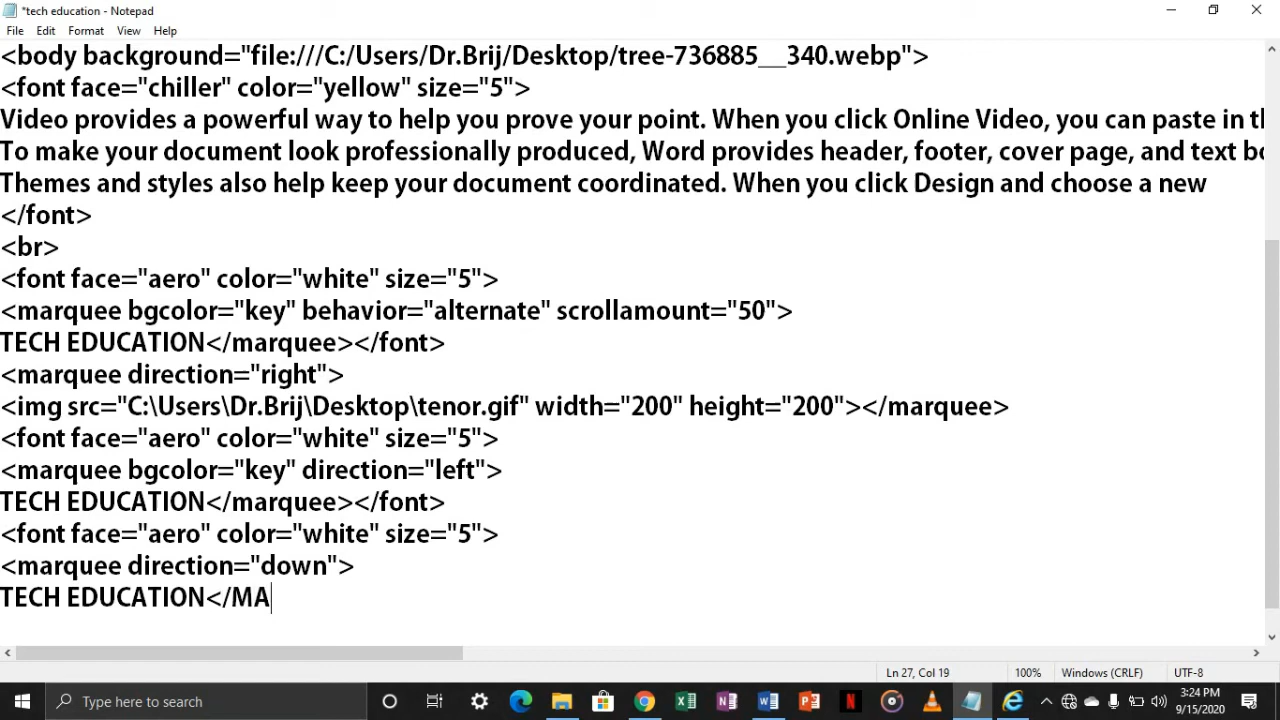 *tech education - Notepad
File Edit Format View Help
<body background="file:///C:/Users/Dr.Brij/Desktop/tree-736885__340.webp">
<font face="chiller" color="yellow" size="5">
Video provides a powerful way to help you prove your point. When you click Online Video, you can paste in
To make your document look professionally produced, Word provides header, footer, cover page, and text
Themes and styles also help keep your document coordinated. When you click Design and choose a new
</font>
<br>
<font face="aero" color="white" size="5">
<marquee bgcolor="key" behavior="alternate" scrollamount="50">
TECH EDUCATION</marquee></font>
<marquee direction="right">
<img src="C:\Users\Dr.Brij\Desktop\tenor.gif" width="200" height="200"></marquee>
<font face="aero" color="white" size="5">
<marquee bgcolor="key" direction="left">
TECH EDUCATION</marquee></font>
<font face="aero" color="white" size="5">
<marquee direction="down">
TECH EDUCATION</MA
Ln 27, Col 19 100% Windows (CRLF) UTF-8
Type here to search
3:24 PM
9/15/2020